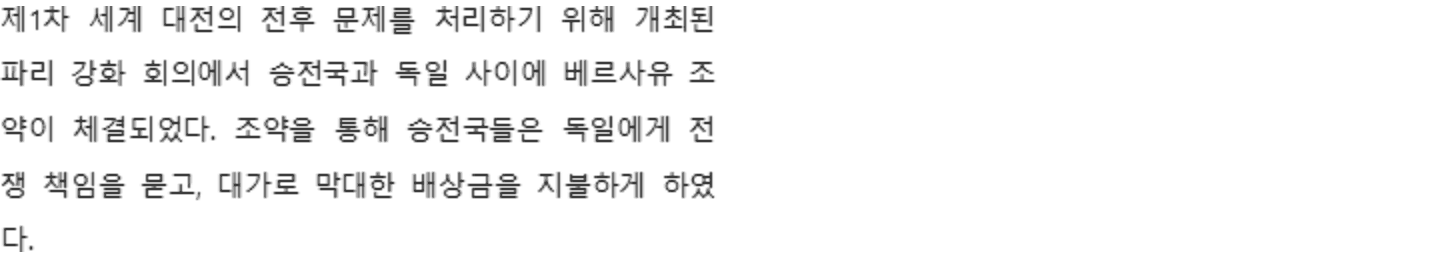 제1차 세계 대전의 전후 문제를 처리하기 위해 개최된
파리 강화 회의에서 승전국과 독일 사이에 베르사유 조
약이 체결되었다. 조약을 통해 승전국들은 독일에게 전
쟁 책임을 묻고, 대가로 막대한 배상금을 지불하게 하였
다.